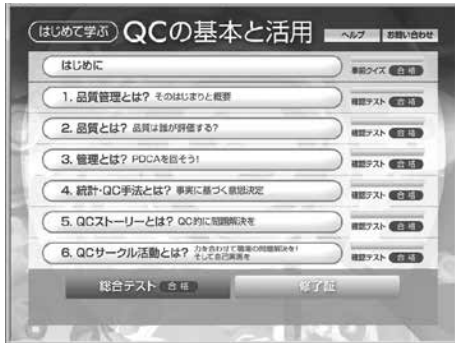 はじめて学ぶ QCの基本と活用
ヘルプ お問い合わせ
はじめに 事前クイズ 合格
1. 品質管理とは? そのはじまりと概要 確認テスト 合格
2. 品質とは? 品質は誰が評価する? 確認テスト 合格
3. 管理とは? PDCAを回そう! 確認テスト 合格
4. 統計・QC手法とは? 事実に基づく意思決定 確認テスト 合格
5. QCストーリーとは? QC的に問題解決を 確認テスト 合格
6. QCサークル活動とは? 力を合わせて職場の問題解決を! 確認テスト 合格
そして自己実現を
総合テスト 合格 修了証